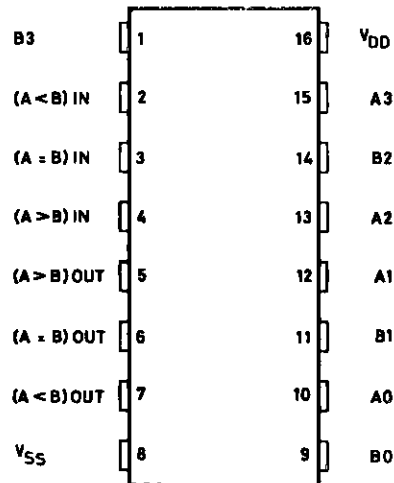 B3 1 16 VDD
(A < B) IN 2 15 A3
(A = B) IN 3 14 B2
(A > B) IN 4 13 A2
(A > B) OUT 5 12 A1
(A = B) OUT 6 11 B1
(A < B) OUT 7 10 A0
VSS 8 9 B0